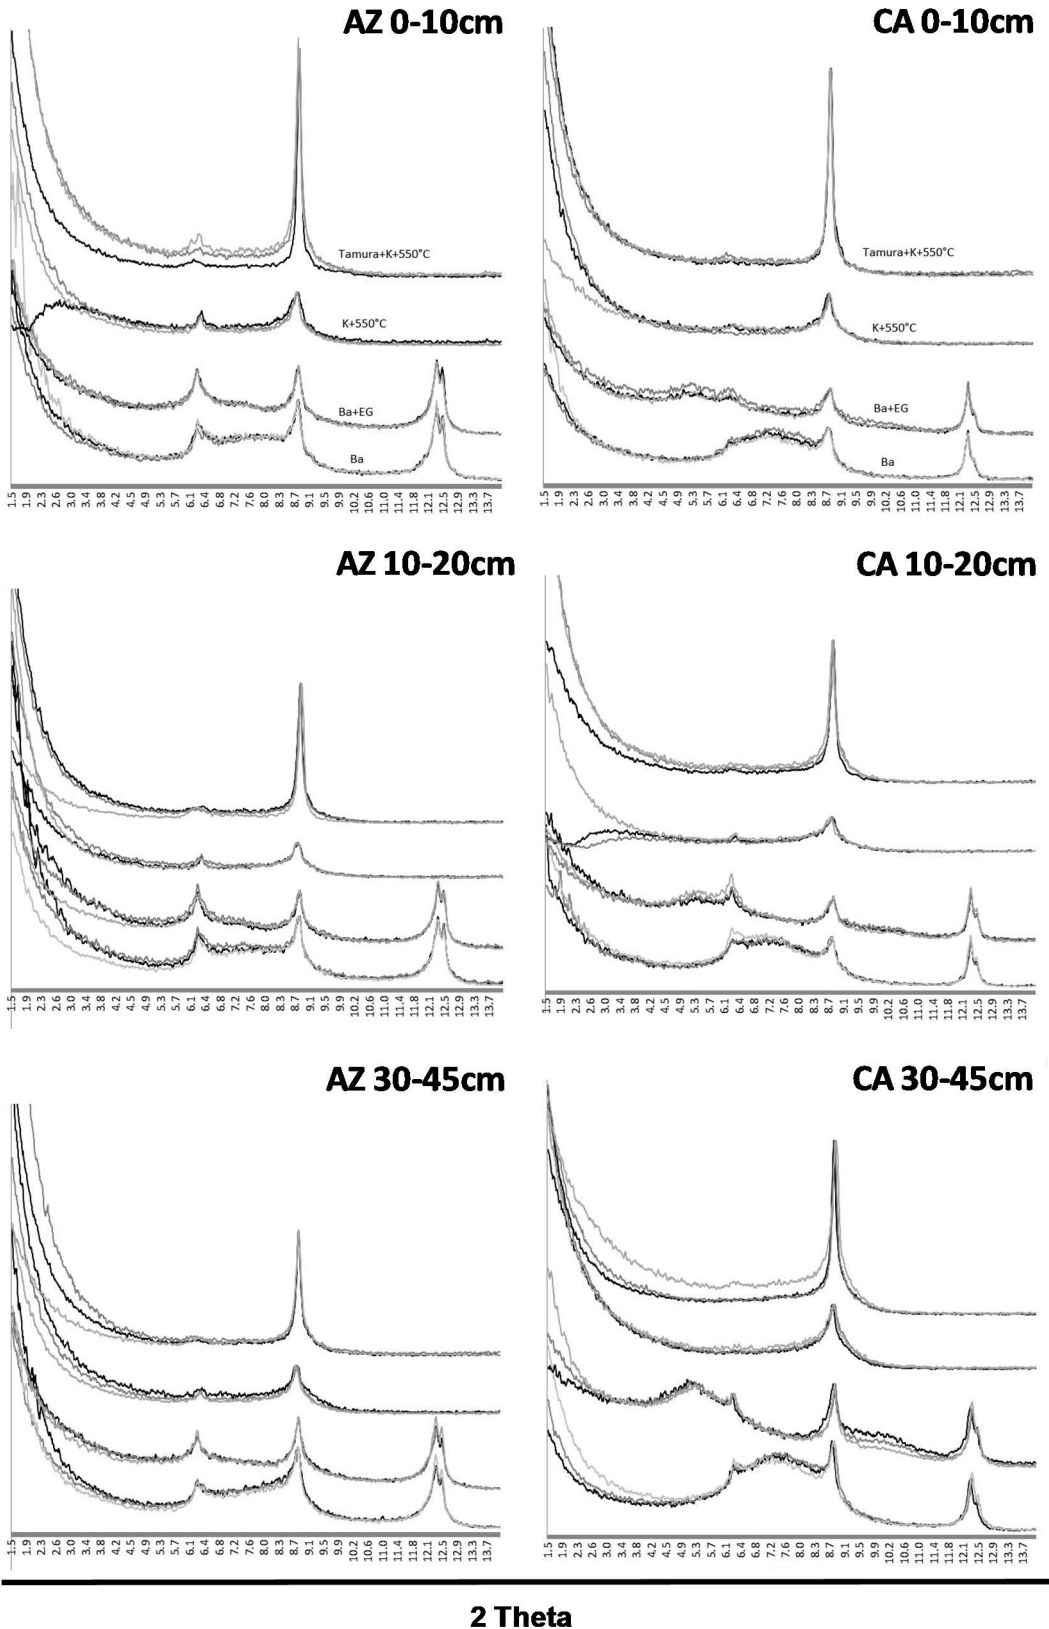 AZ 0-10cm
CA 0-10cm
Tamura+K+550°C
Tamura+K+550°C
K+550°C
K+550°C
Ba+EG
Ba+EG
Ba
Ba
1.5 1.9 2.3 2.6 3.0 3.4 3.8 4.2 4.5 4.9 5.3 5.7 6.1 6.4 6.8 7.2 7.6 8.0 8.3 8.7 9.1 9.5 9.9 10.2 10.6 11.0 11.4 11.8 12.1 12.5 12.9 13.3 13.7
1.5 1.9 2.3 2.6 3.0 3.4 3.8 4.2 4.5 4.9 5.3 5.7 6.1 6.4 6.8 7.2 7.6 8.0 8.3 8.7 9.1 9.5 9.9 10.2 10.6 11.0 11.4 11.8 12.1 12.5 12.9 13.3 13.7
AZ 10-20cm
CA 10-20cm
1.5 1.9 2.3 2.6 3.0 3.4 3.8 4.2 4.5 4.9 5.3 5.7 6.1 6.4 6.8 7.2 7.6 8.0 8.3 8.7 9.1 9.5 9.9 10.2 10.6 11.0 11.4 11.8 12.1 12.5 12.9 13.3 13.7
1.5 1.9 2.3 2.6 3.0 3.4 3.8 4.2 4.5 4.9 5.3 5.7 6.1 6.4 6.8 7.2 7.6 8.0 8.3 8.7 9.1 9.5 9.9 10.2 10.6 11.0 11.4 11.8 12.1 12.5 12.9 13.3 13.7
AZ 30-45cm
CA 30-45cm
1.5 1.9 2.3 2.6 3.0 3.4 3.8 4.2 4.5 4.9 5.3 5.7 6.1 6.4 6.8 7.2 7.6 8.0 8.3 8.7 9.1 9.5 9.9 10.2 10.6 11.0 11.4 11.8 12.1 12.5 12.9 13.3 13.7
1.5 1.9 2.3 2.6 3.0 3.4 3.8 4.2 4.5 4.9 5.3 5.7 6.1 6.4 6.8 7.2 7.6 8.0 8.3 8.7 9.1 9.5 9.9 10.2 10.6 11.0 11.4 11.8 12.1 12.5 12.9 13.3 13.7
2 Theta